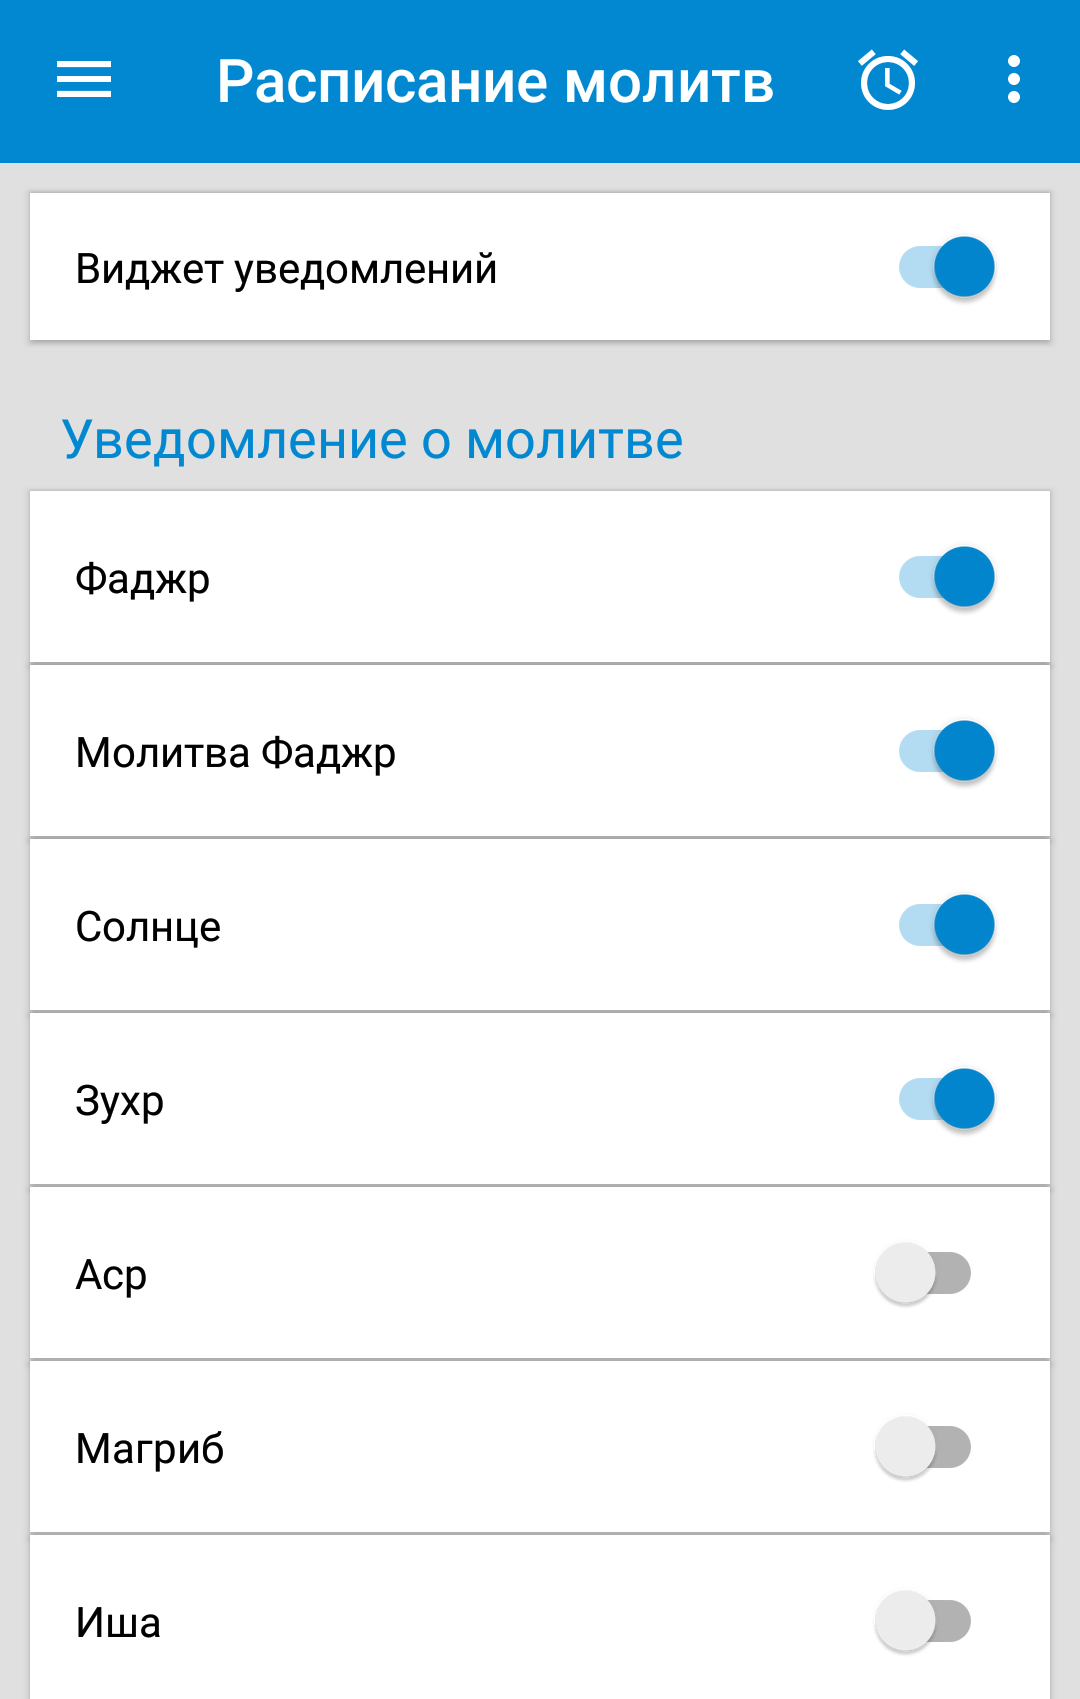 Расписание молитв
Виджет уведомлений
Уведомление о молитве
Фаджр
Молитва Фаджр
Солнце
Зухр
Аср
Магриб
Иша